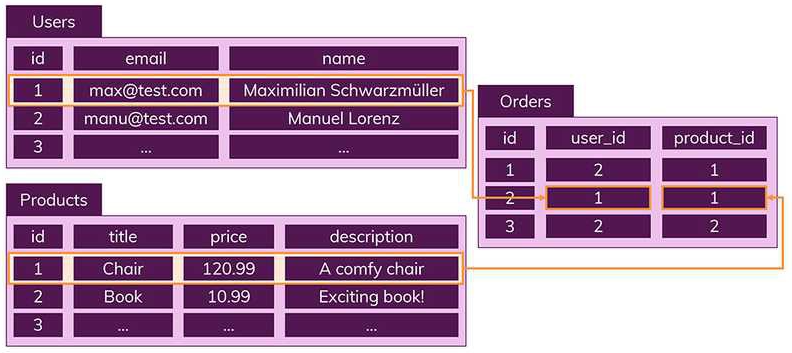 Users
id email name
1 max@test.com Maximilian Schwarzmüller
2 manu@test.com Manuel Lorenz
3 ... ...
Orders
id user_id product_id
1 2 1
2 1 1
3 2 2
Products
id title price description
1 Chair 120.99 A comfy chair
2 Book 10.99 Exciting book!
3 ... ... ...